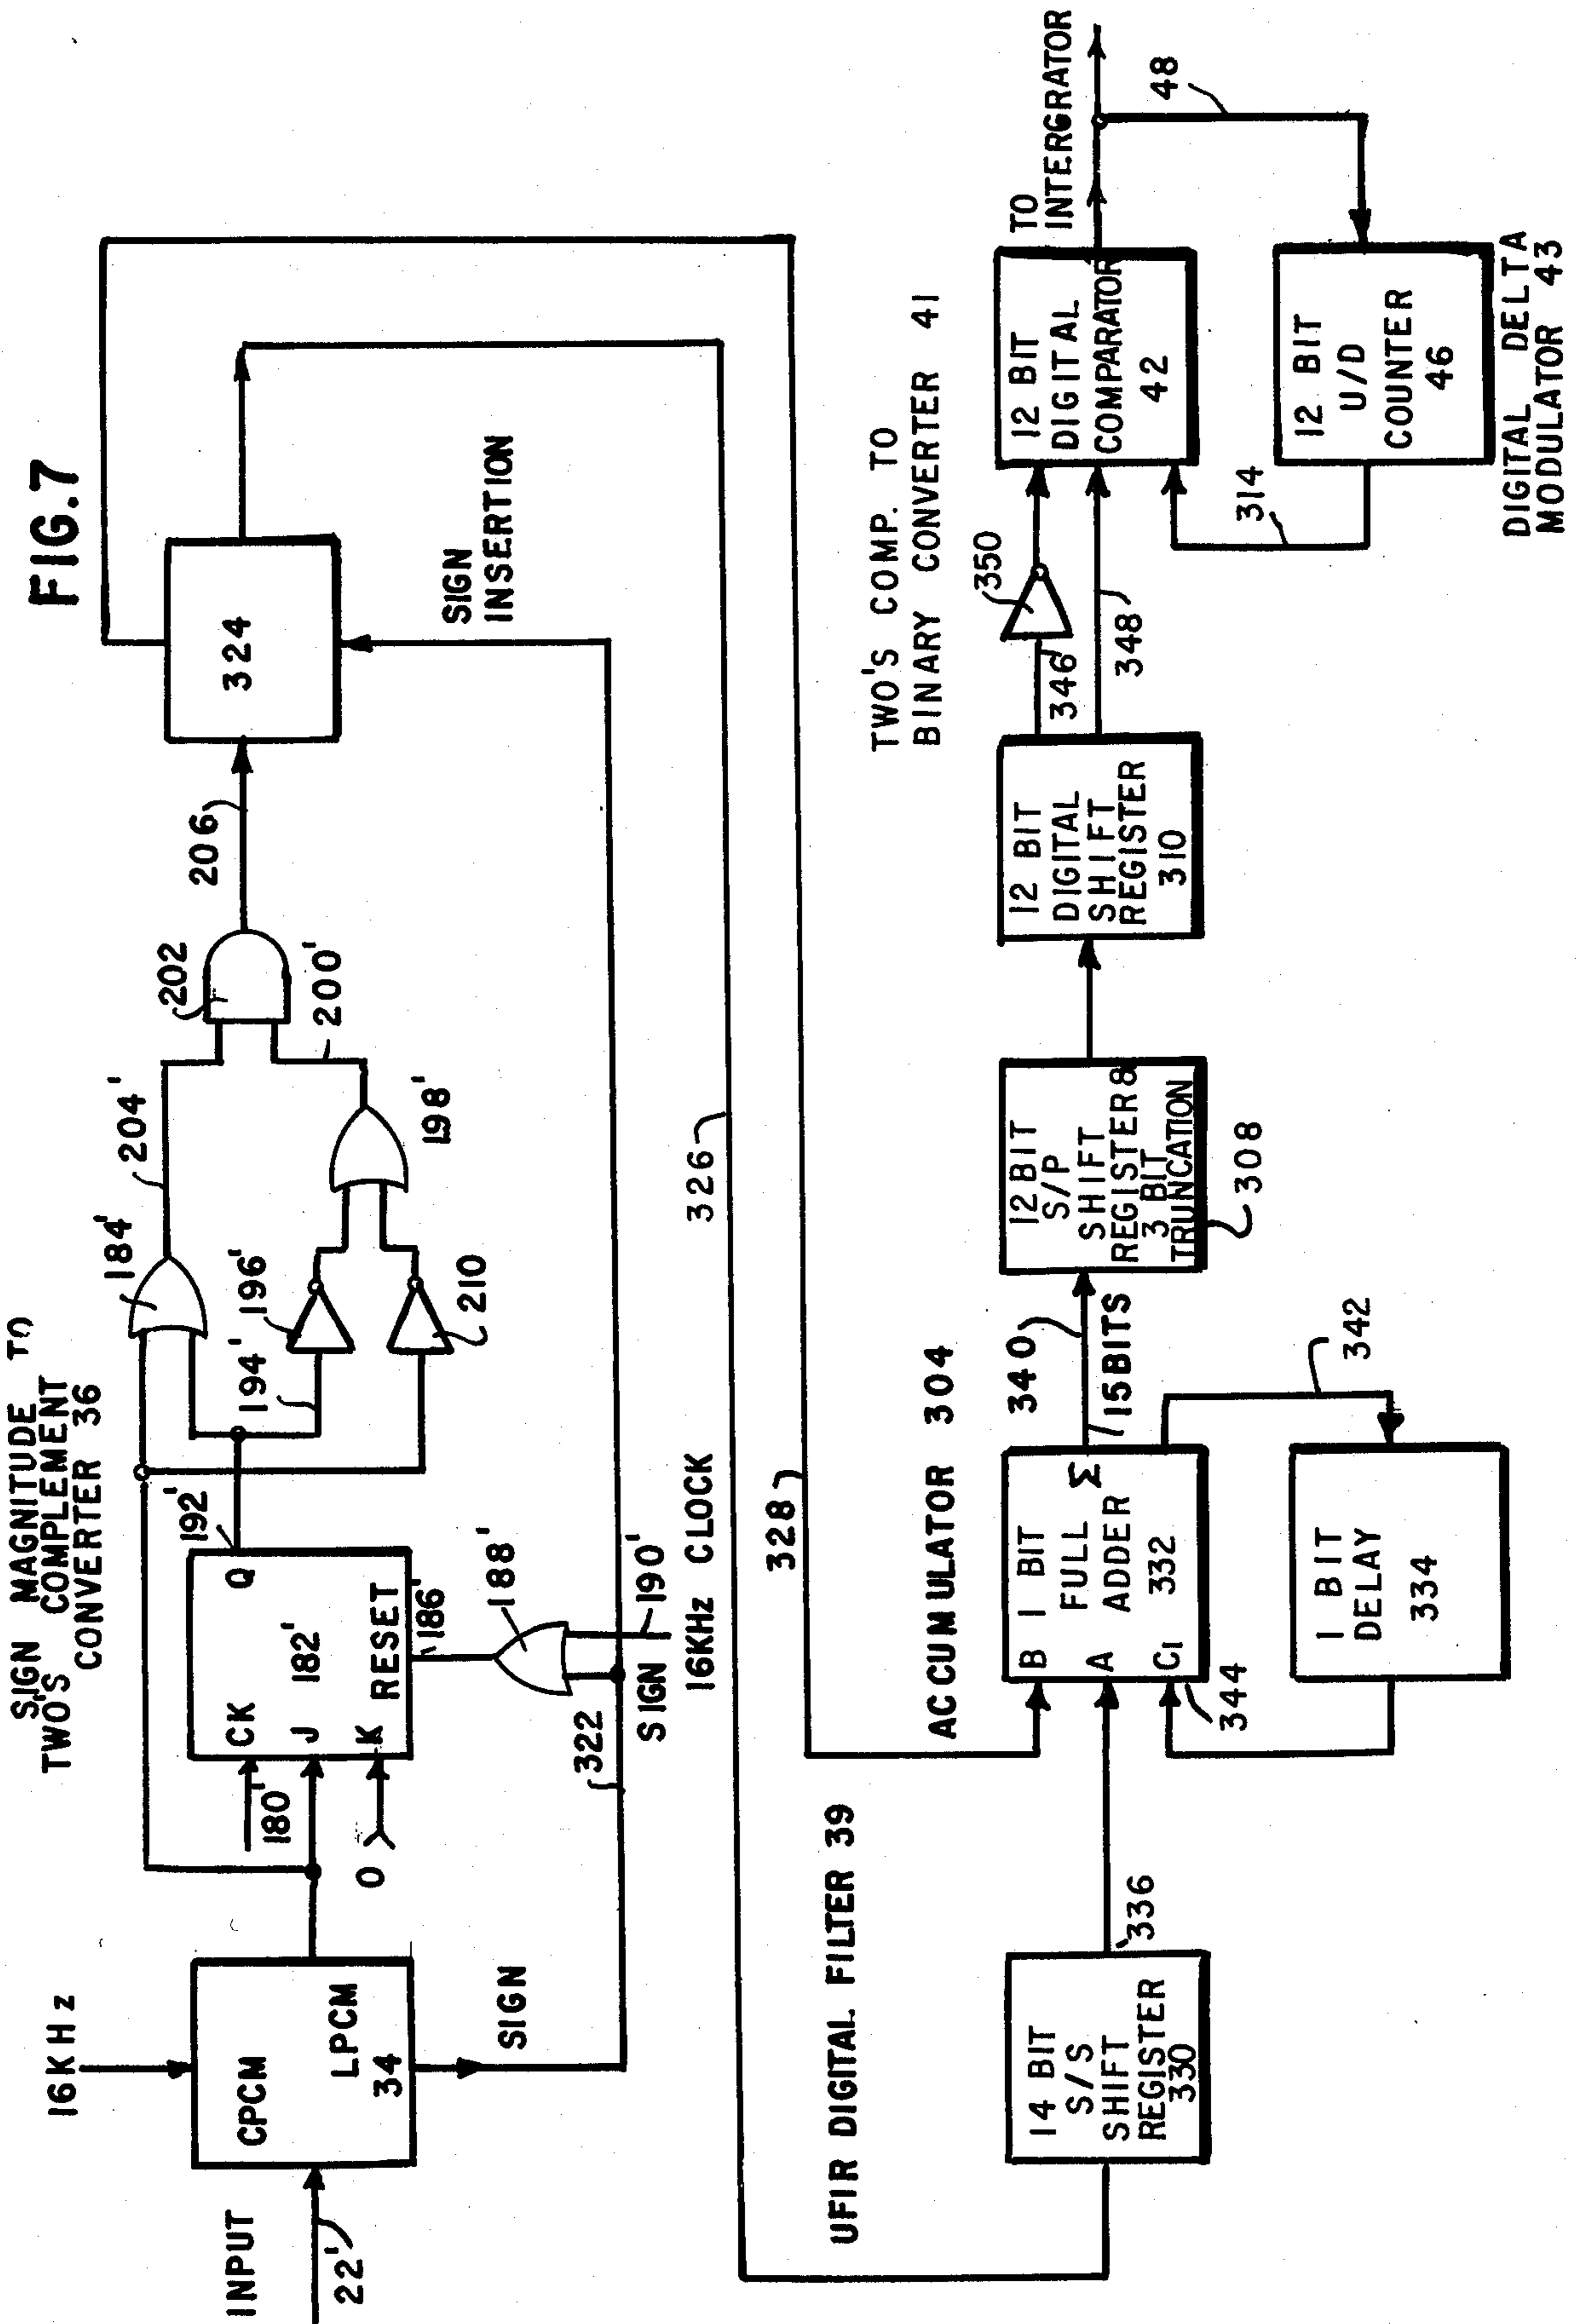 FIG.7
SIGN MAGNITUDE TO
TWO'S COMPLEMENT
CONVERTER 36
16KHz
INPUT
22'
CPCM
LPCM
34
SIGN
180'
0
CK
J
K
182'
Q
RESET
192'
186'
188'
190'
SIGN
322
16KHz CLOCK
184'
194'
196'
210
204'
198'
200'
202
206
324
SIGN
INSERTION
326
328
UFIR DIGITAL FILTER 39
14 BIT
S/S
SHIFT
REGISTER
330
336
ACCUMULATOR 304
B
A
C1
1 BIT
FULL
ADDER
332
Σ
344
340
15BITS
342
1 BIT
DELAY
334
12BIT
S/P
SHIFT
REGISTER 8
3 BIT
TRUNCATION
308
12 BIT
DIGITAL
SHIFT
REGISTER
310
TWO'S COMP. TO
BINARY CONVERTER 41
346
348
350
12 BIT
DIGITAL
COMPARATOR
42
TO
INTERGRATOR
48
314
12 BIT
U/D
COUNTER
46
DIGITAL DELTA
MODULATOR 43